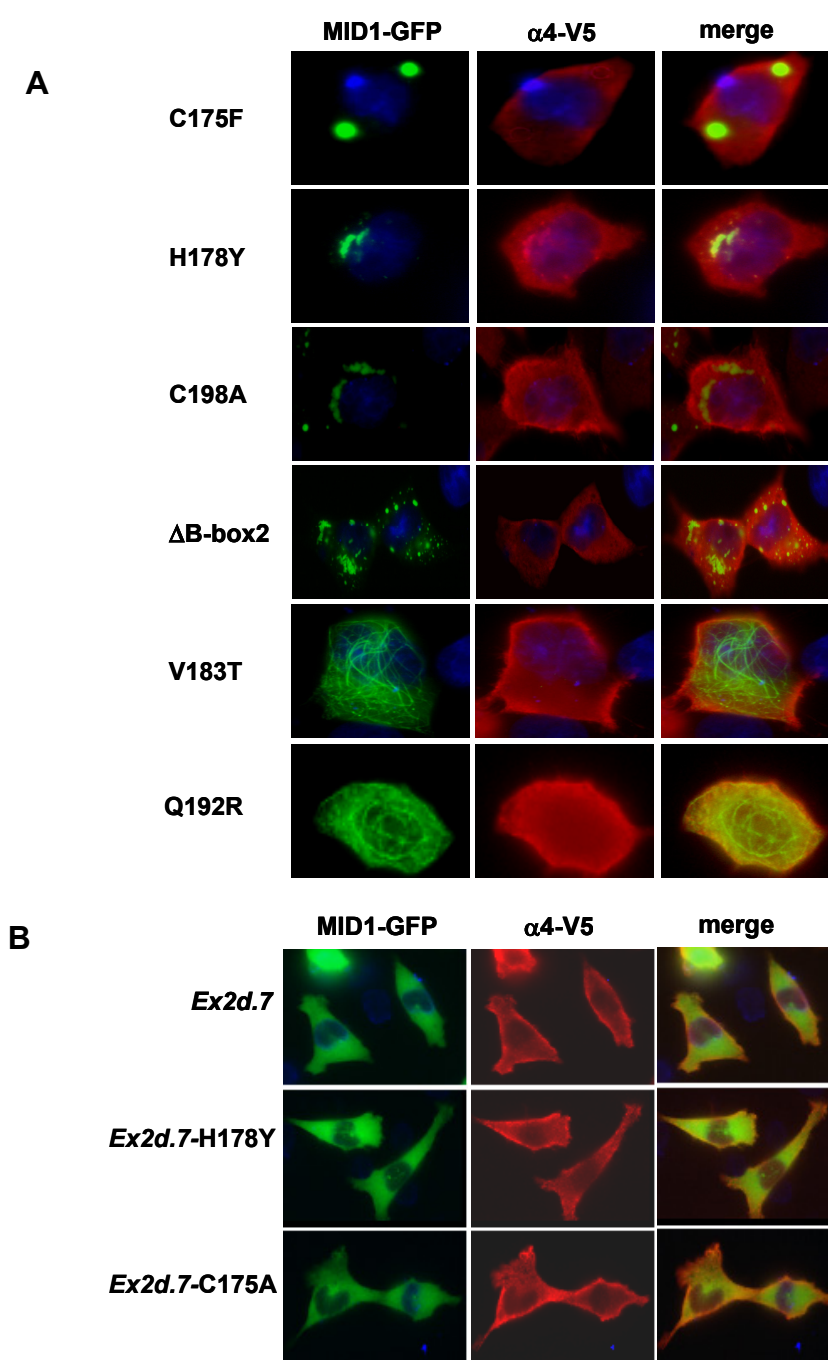 MID1-GFP α4-V5 merge
A
C175F
H178Y
C198A
ΔB-box2
V183T
Q192R
B
MID1-GFP α4-V5 merge
Ex2d.7
Ex2d.7-H178Y
Ex2d.7-C175A